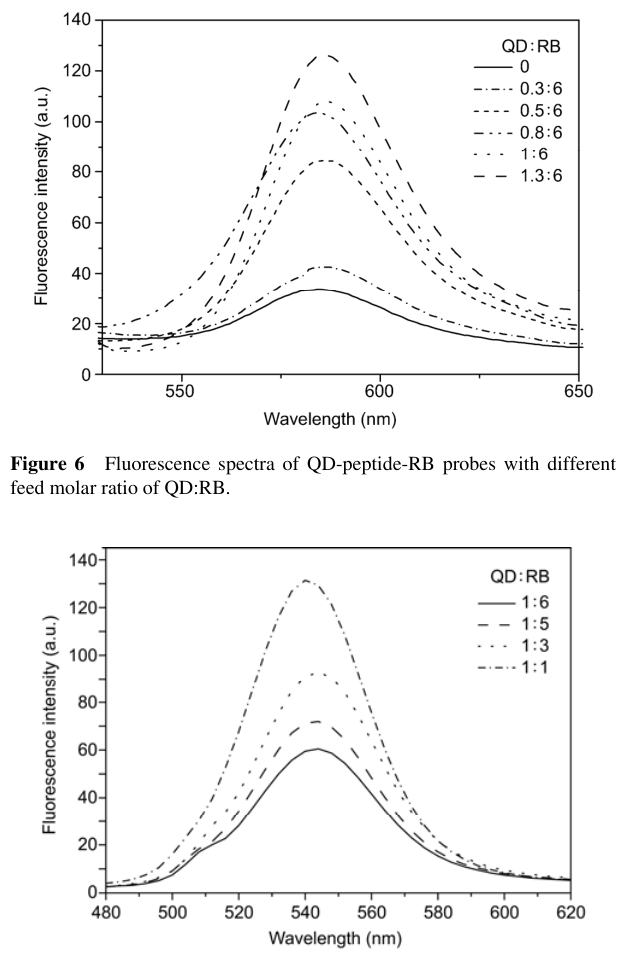 140
120
100
80
60
40
20
0
Fluorescence intensity (a.u.)
QD:RB
0
0.3:6
0.5:6
0.8:6
1:6
1.3:6
550 600 650
Wavelength (nm)
Figure 6 Fluorescence spectra of QD-peptide-RB probes with different
feed molar ratio of QD:RB.
140
120
100
80
60
40
20
0
Fluorescence intensity (a.u.)
QD:RB
1:6
1:5
1:3
1:1
480 500 520 540 560 580 600 620
Wavelength (nm)